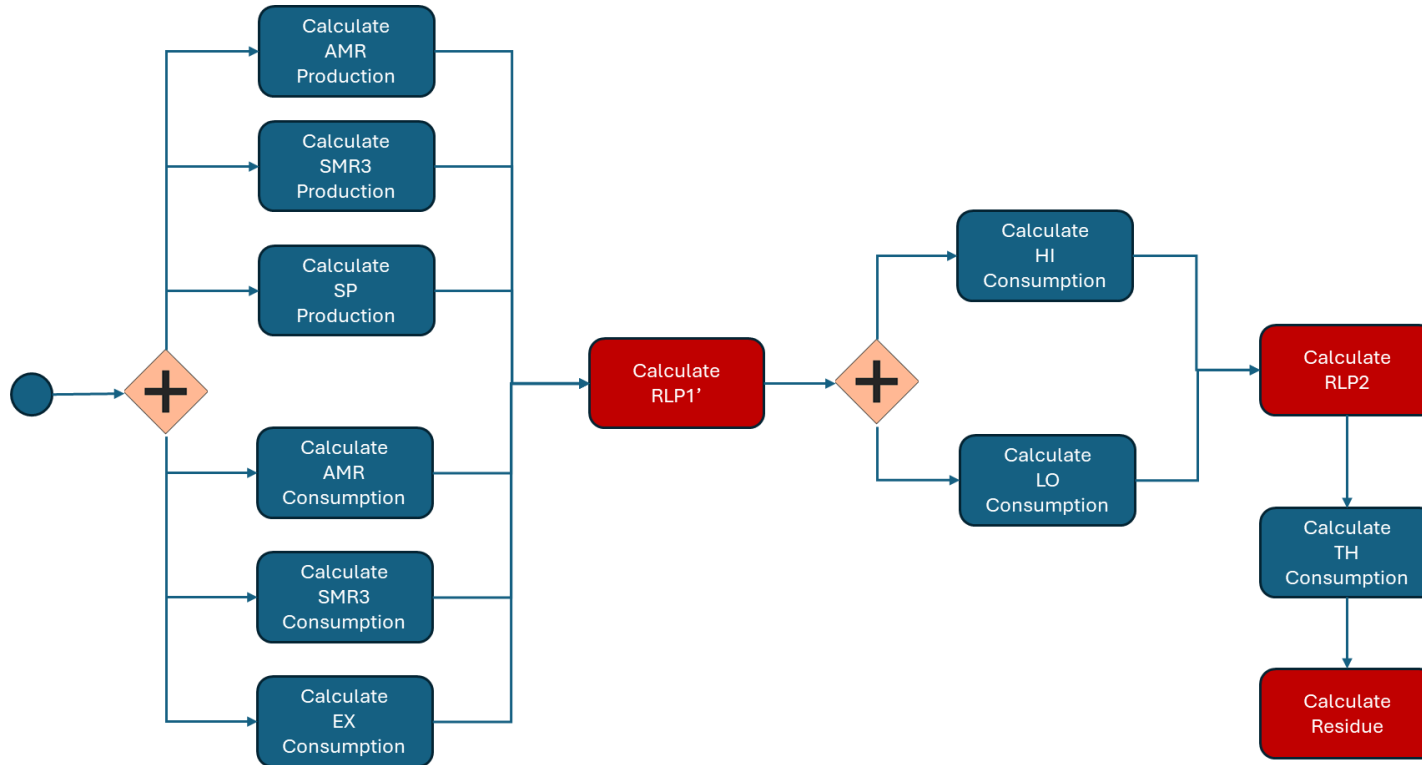 Calculate
AMR
Production
Calculate
SMR3
Production
Calculate
SP
Production
Calculate
AMR
Consumption
Calculate
SMR3
Consumption
Calculate
EX
Consumption
Calculate
RLP1’
Calculate
HI
Consumption
Calculate
LO
Consumption
Calculate
RLP2
Calculate
TH
Consumption
Calculate
Residue